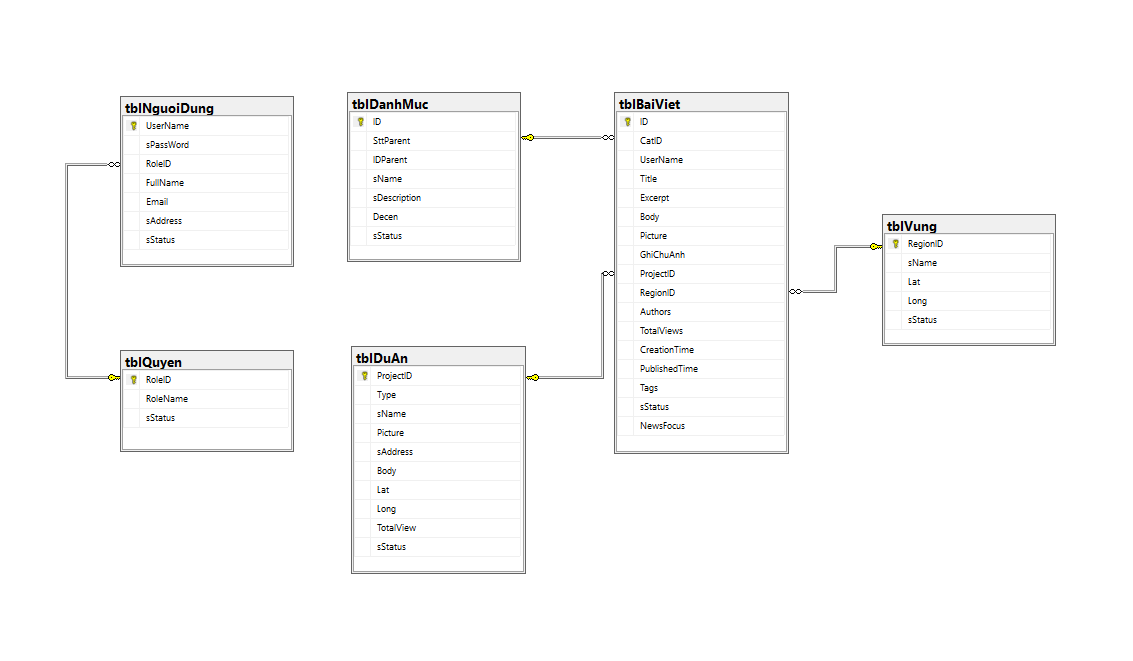 tblNguoiDung
UserName
sPassWord
RoleID
FullName
Email
sAddress
sStatus
tblQuyen
RoleID
RoleName
sStatus
tblDanhMuc
ID
SttParent
IDParent
sName
sDescription
Decen
sStatus
tblDuAn
ProjectID
Type
sName
Picture
sAddress
Body
Lat
Long
TotalView
sStatus
tblBaiViet
ID
CatID
UserName
Title
Excerpt
Body
Picture
GhiChuAnh
ProjectID
RegionID
Authors
TotalViews
CreationTime
PublishedTime
Tags
sStatus
NewsFocus
tblVung
RegionID
sName
Lat
Long
sStatus